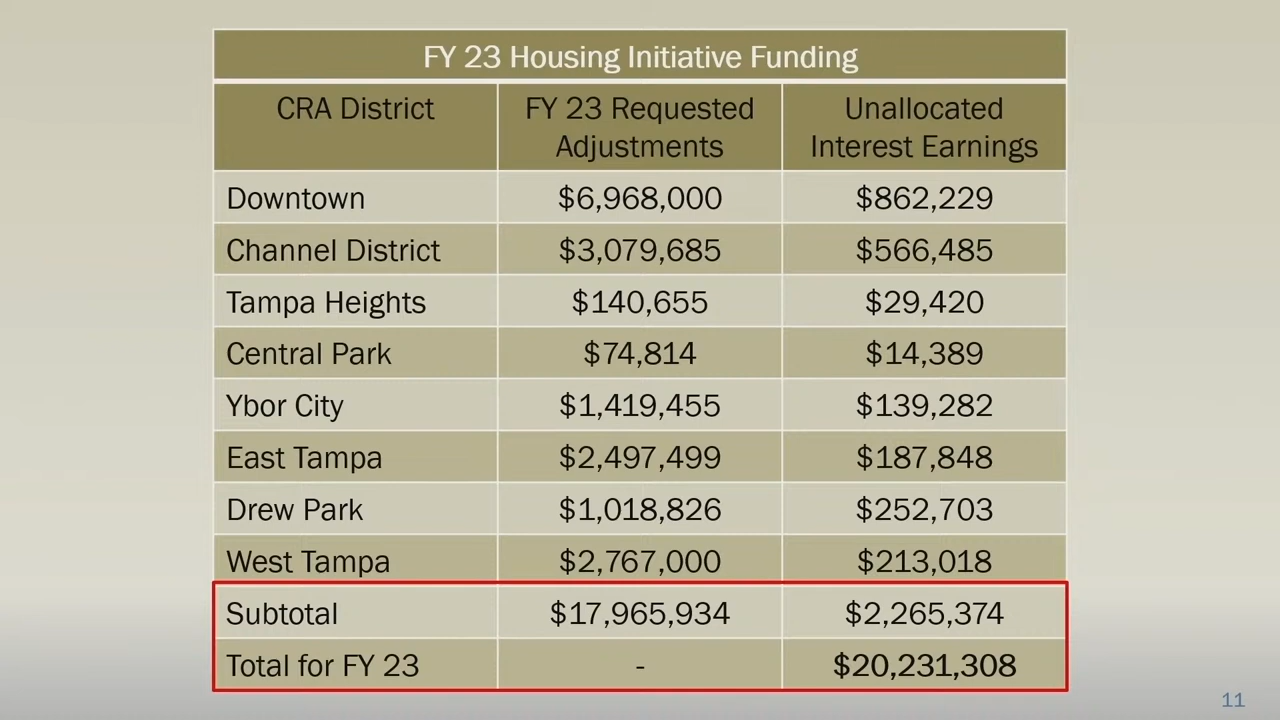 FY 23 Housing Initiative Funding
CRA District FY 23 Requested Adjustments Unallocated Interest Earnings
Downtown $6,968,000 $862,229
Channel District $3,079,685 $566,485
Tampa Heights $140,655 $29,420
Central Park $74,814 $14,389
Ybor City $1,419,455 $139,282
East Tampa $2,497,499 $187,848
Drew Park $1,018,826 $252,703
West Tampa $2,767,000 $213,018
Subtotal $17,965,934 $2,265,374
Total for FY 23 - $20,231,308
11